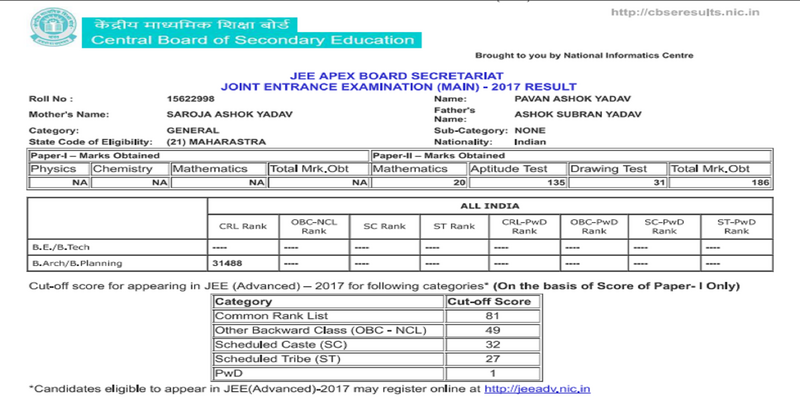 http://cbseresults.nic.in
केंद्रीय माध्यमिक शिक्षा बोर्ड
Central Board of Secondary Education
Brought to you by National Informatics Centre
JEE APEX BOARD SECRETARIAT
JOINT ENTRANCE EXAMINATION (MAIN) - 2017 RESULT
Roll No : 15622998 Name: PAVAN ASHOK YADAV
Mother's Name: SAROJA ASHOK YADAV Father's Name: ASHOK SUBRAN YADAV
Category: GENERAL Sub-Category: NONE
State Code of Eligibility: (21) MAHARASTRA Nationality: Indian
Paper-I – Marks Obtained Paper-II – Marks Obtained
Physics Chemistry Mathematics Total Mrk.Obt Mathematics Aptitude Test Drawing Test Total Mrk.Obt
NA NA NA NA 20 135 31 186
ALL INDIA
CRL Rank OBC-NCL Rank SC Rank ST Rank CRL-PwD Rank OBC-PwD Rank SC-PwD Rank ST-PwD Rank
B.E./B.Tech ---- ---- ---- ---- ---- ---- ---- ----
B.Arch/B.Planning 31488 ---- ---- ---- ---- ---- ---- ----
Cut-off score for appearing in JEE (Advanced) – 2017 for following categories* (On the basis of Score of Paper- I Only)
Category Cut-off Score
Common Rank List 81
Other Backward Class (OBC - NCL) 49
Scheduled Caste (SC) 32
Scheduled Tribe (ST) 27
PwD 1
*Candidates eligible to appear in JEE(Advanced)-2017 may register online at http://jeeadv.nic.in